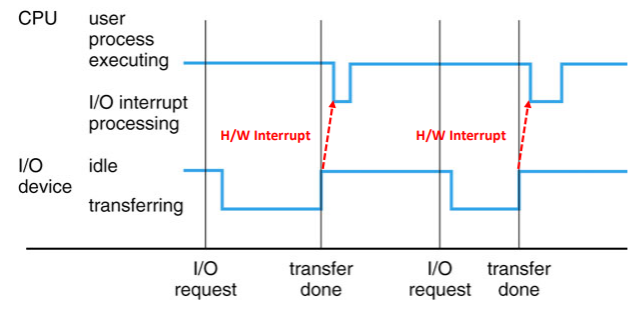 CPU
user
process
executing
I/O interrupt
processing
H/W Interrupt
H/W Interrupt
I/O
device
idle
transferring
I/O
request
transfer
done
I/O
request
transfer
done